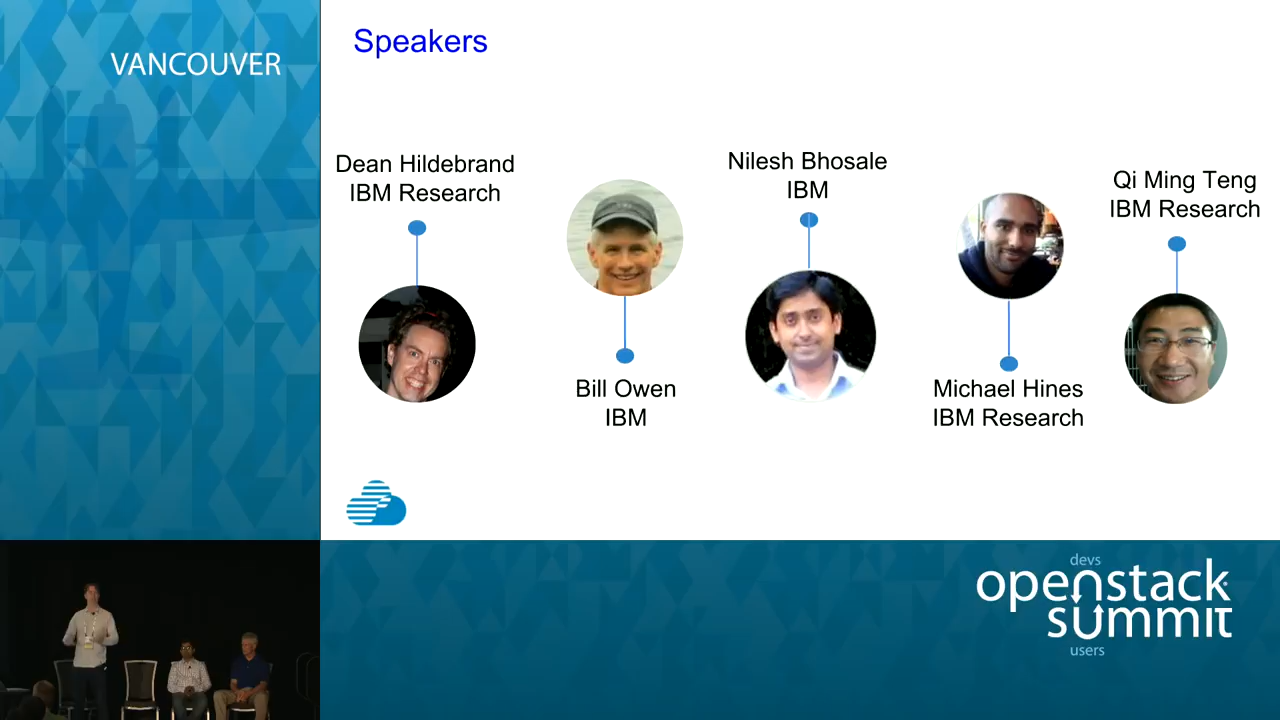 VANCOUVER
Speakers
Dean Hildebrand
IBM Research
Bill Owen
IBM
Nilesh Bhosale
IBM
Michael Hines
IBM Research
Qi Ming Teng
IBM Research
devs
openstack
summit
users